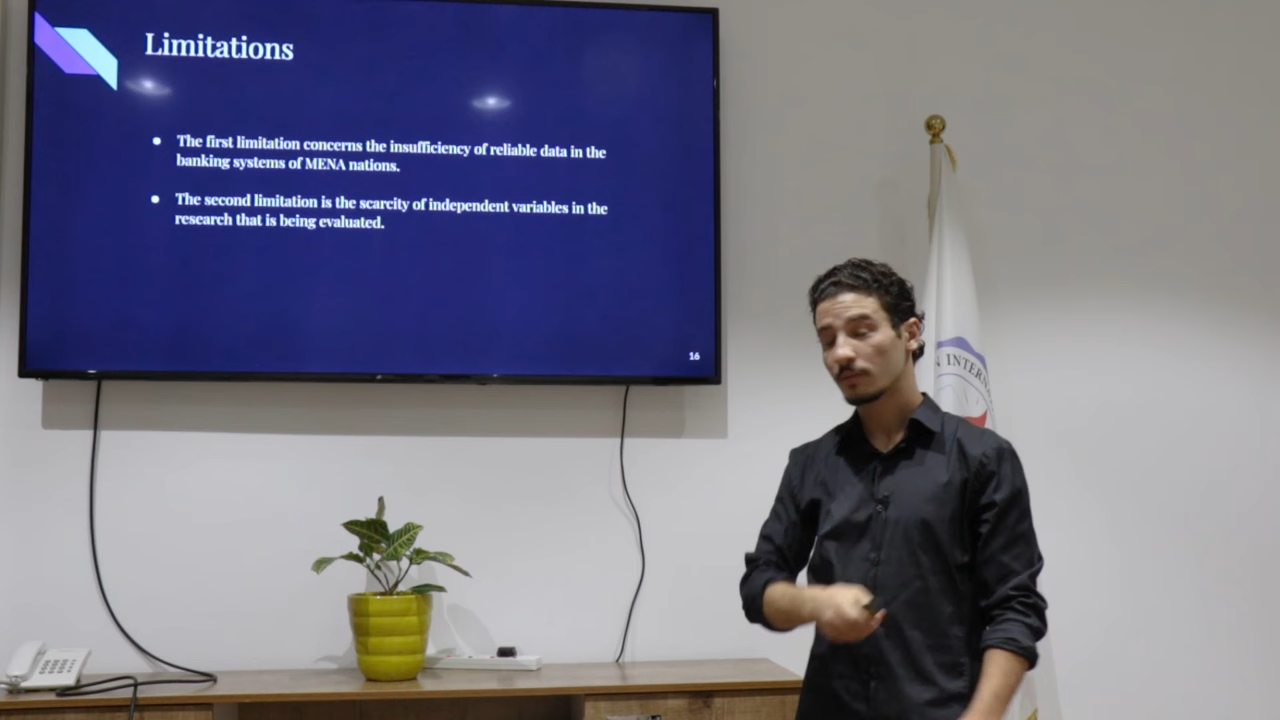 Limitations
The first limitation concerns the insufficiency of reliable data in the
banking systems of MENA nations.
The second limitation is the scarcity of independent variables in the
research that is being evaluated.
16
N INTERNA